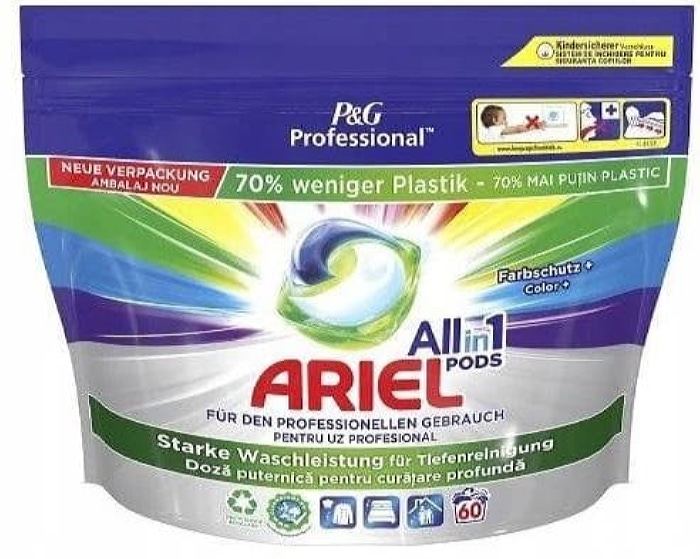 Kindersicherer Verschluss
SISTEM DE ÎNCHIDERE PENTRU
SIGURANȚA COPIILOR
P&G
Professional™
NEUE VERPACKUNG
AMBALAJ NOU
70% weniger Plastik - 70% MAI PUȚIN PLASTIC
Farbschutz +
Color +
All in 1
PODS
ARIEL
FÜR DEN PROFESSIONELLEN GEBRAUCH
PENTRU UZ PROFESIONAL
Starke Waschleistung für Tiefenreinigung
Doză puternică pentru curățare profundă
60